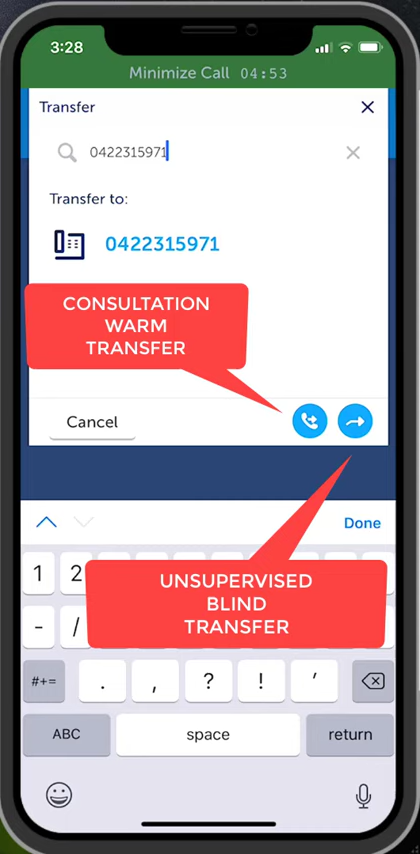 3:28
Minimize Call 04:53
Transfer
0422315971
Transfer to:
0422315971
CONSULTATION
WARM
TRANSFER
Cancel
Done
1 2
UNSUPERVISED
BLIND
TRANSFER
- /
#+= . , ? ! ′
ABC space return